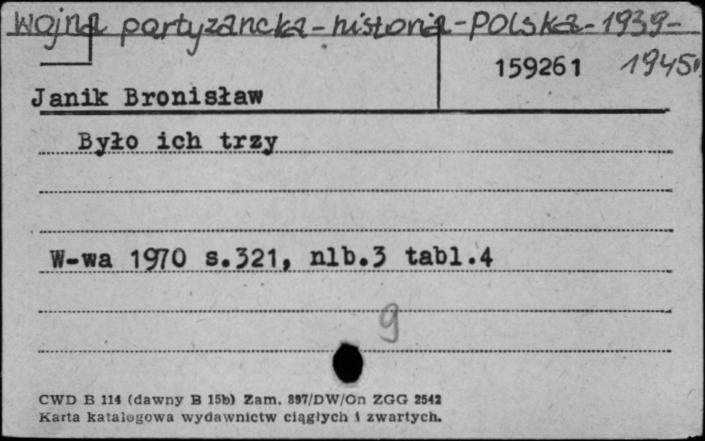 Wojna partyzancka - historia - Polska - 1939-
1945.
159261
Janik Bronisław
Było ich trzy
W-wa 1970 s.321, nlb.3 tabl.4
9
CWD B 114 (dawny B 15b) Zam. 897/DW/On ZGG 2542
Karta katalogowa wydawnictw ciągłych i zwartych.